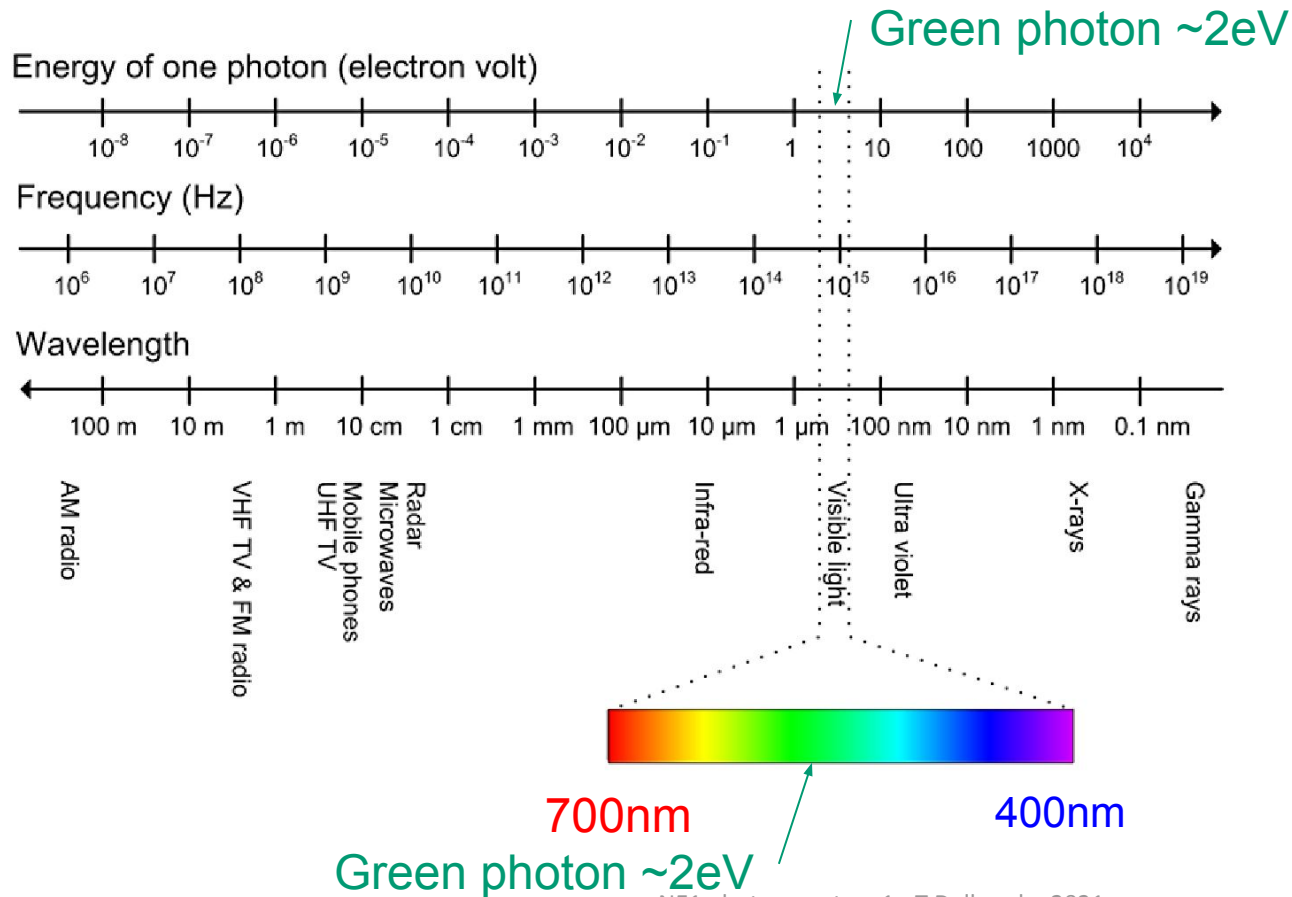 Green photon ~2eV
Energy of one photon (electron volt)
10⁻⁸ 10⁻⁷ 10⁻⁶ 10⁻⁵ 10⁻⁴ 10⁻³ 10⁻² 10⁻¹ 1 10 100 1000 10⁴
Frequency (Hz)
10⁶ 10⁷ 10⁸ 10⁹ 10¹⁰ 10¹¹ 10¹² 10¹³ 10¹⁴ 10¹⁵ 10¹⁶ 10¹⁷ 10¹⁸ 10¹⁹
Wavelength
100 m 10 m 1 m 10 cm 1 cm 1 mm 100 µm 10 µm 1 µm 100 nm 10 nm 1 nm 0.1 nm
AM radio
VHF TV & FM radio
UHF TV
Mobile phones
Microwaves
Radar
Infra-red
Visible light
Ultra violet
X-rays
Gamma rays
700nm
400nm
Green photon ~2eV